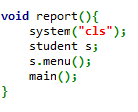 void report(){
    system("cls");
    student s;
    s.menu();
    main();
}